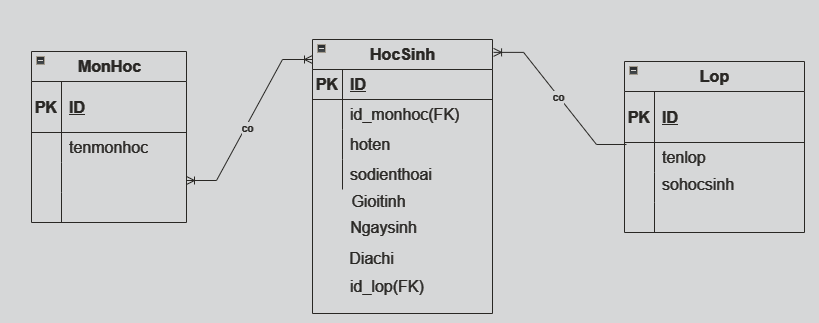 MonHoc
PK ID
tenmonhoc
co
HocSinh
PK ID
id_monhoc(FK)
hoten
sodienthoai
Gioitinh
Ngaysinh
Diachi
id_lop(FK)
co
Lop
PK ID
tenlop
sohocsinh